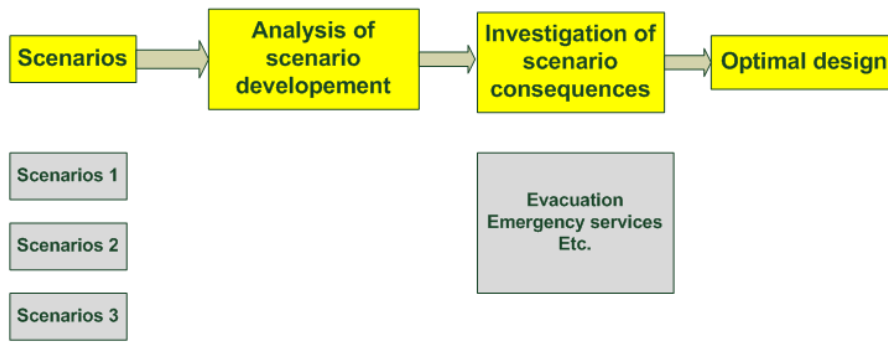 Scenarios
Analysis of
scenario
developement
Investigation of
scenario
consequences
Optimal design
Scenarios 1
Scenarios 2
Scenarios 3
Evacuation
Emergency services
Etc.